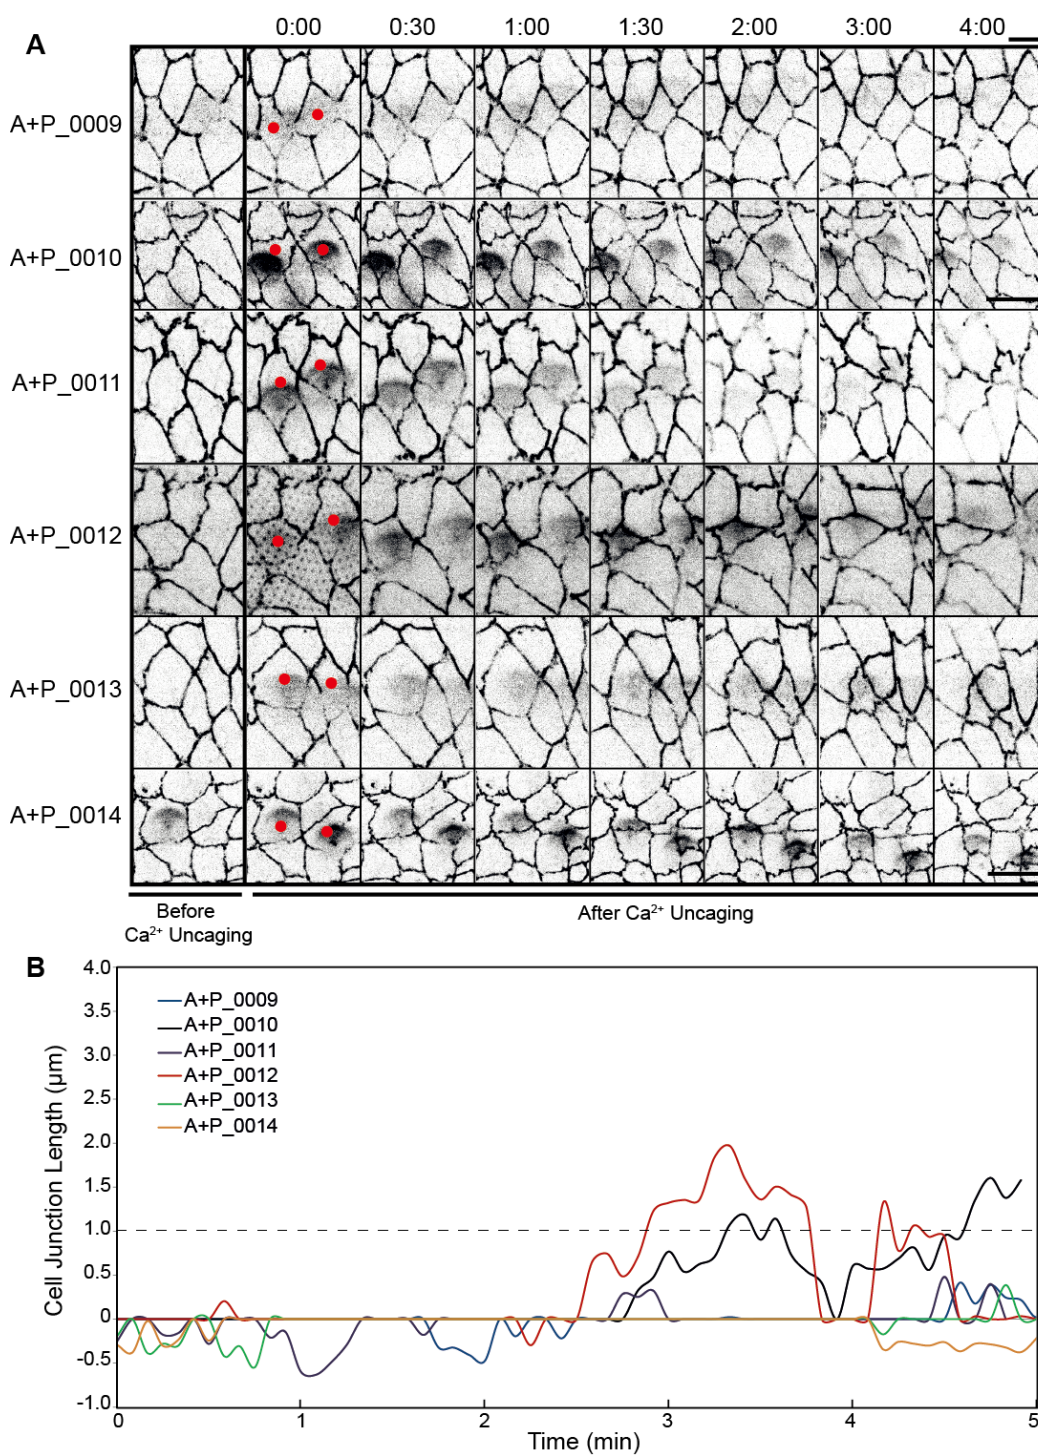 A
0:00 0:30 1:00 1:30 2:00 3:00 4:00
A+P_0009
A+P_0010
A+P_0011
A+P_0012
A+P_0013
A+P_0014
Before
Ca²⁺ Uncaging
After Ca²⁺ Uncaging
B
Cell Junction Length (µm)
4.0
3.5
3.0
2.5
2.0
1.5
1.0
0.5
0
-0.5
-1.0
A+P_0009
A+P_0010
A+P_0011
A+P_0012
A+P_0013
A+P_0014
0 1 2 3 4 5
Time (min)